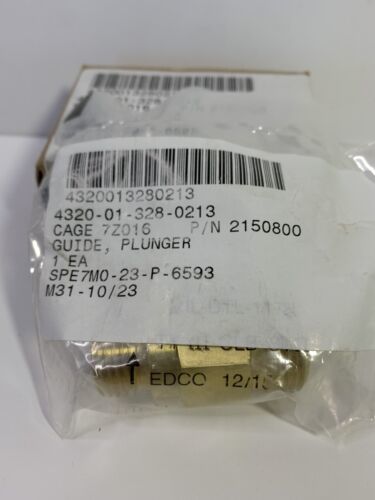 4320013280213
4320-01-328-0213
CAGE 7Z016 P/N 2150800
GUIDE, PLUNGER
1 EA
SPE7M0-23-P-6593
M31-10/23
EDCO 12/15